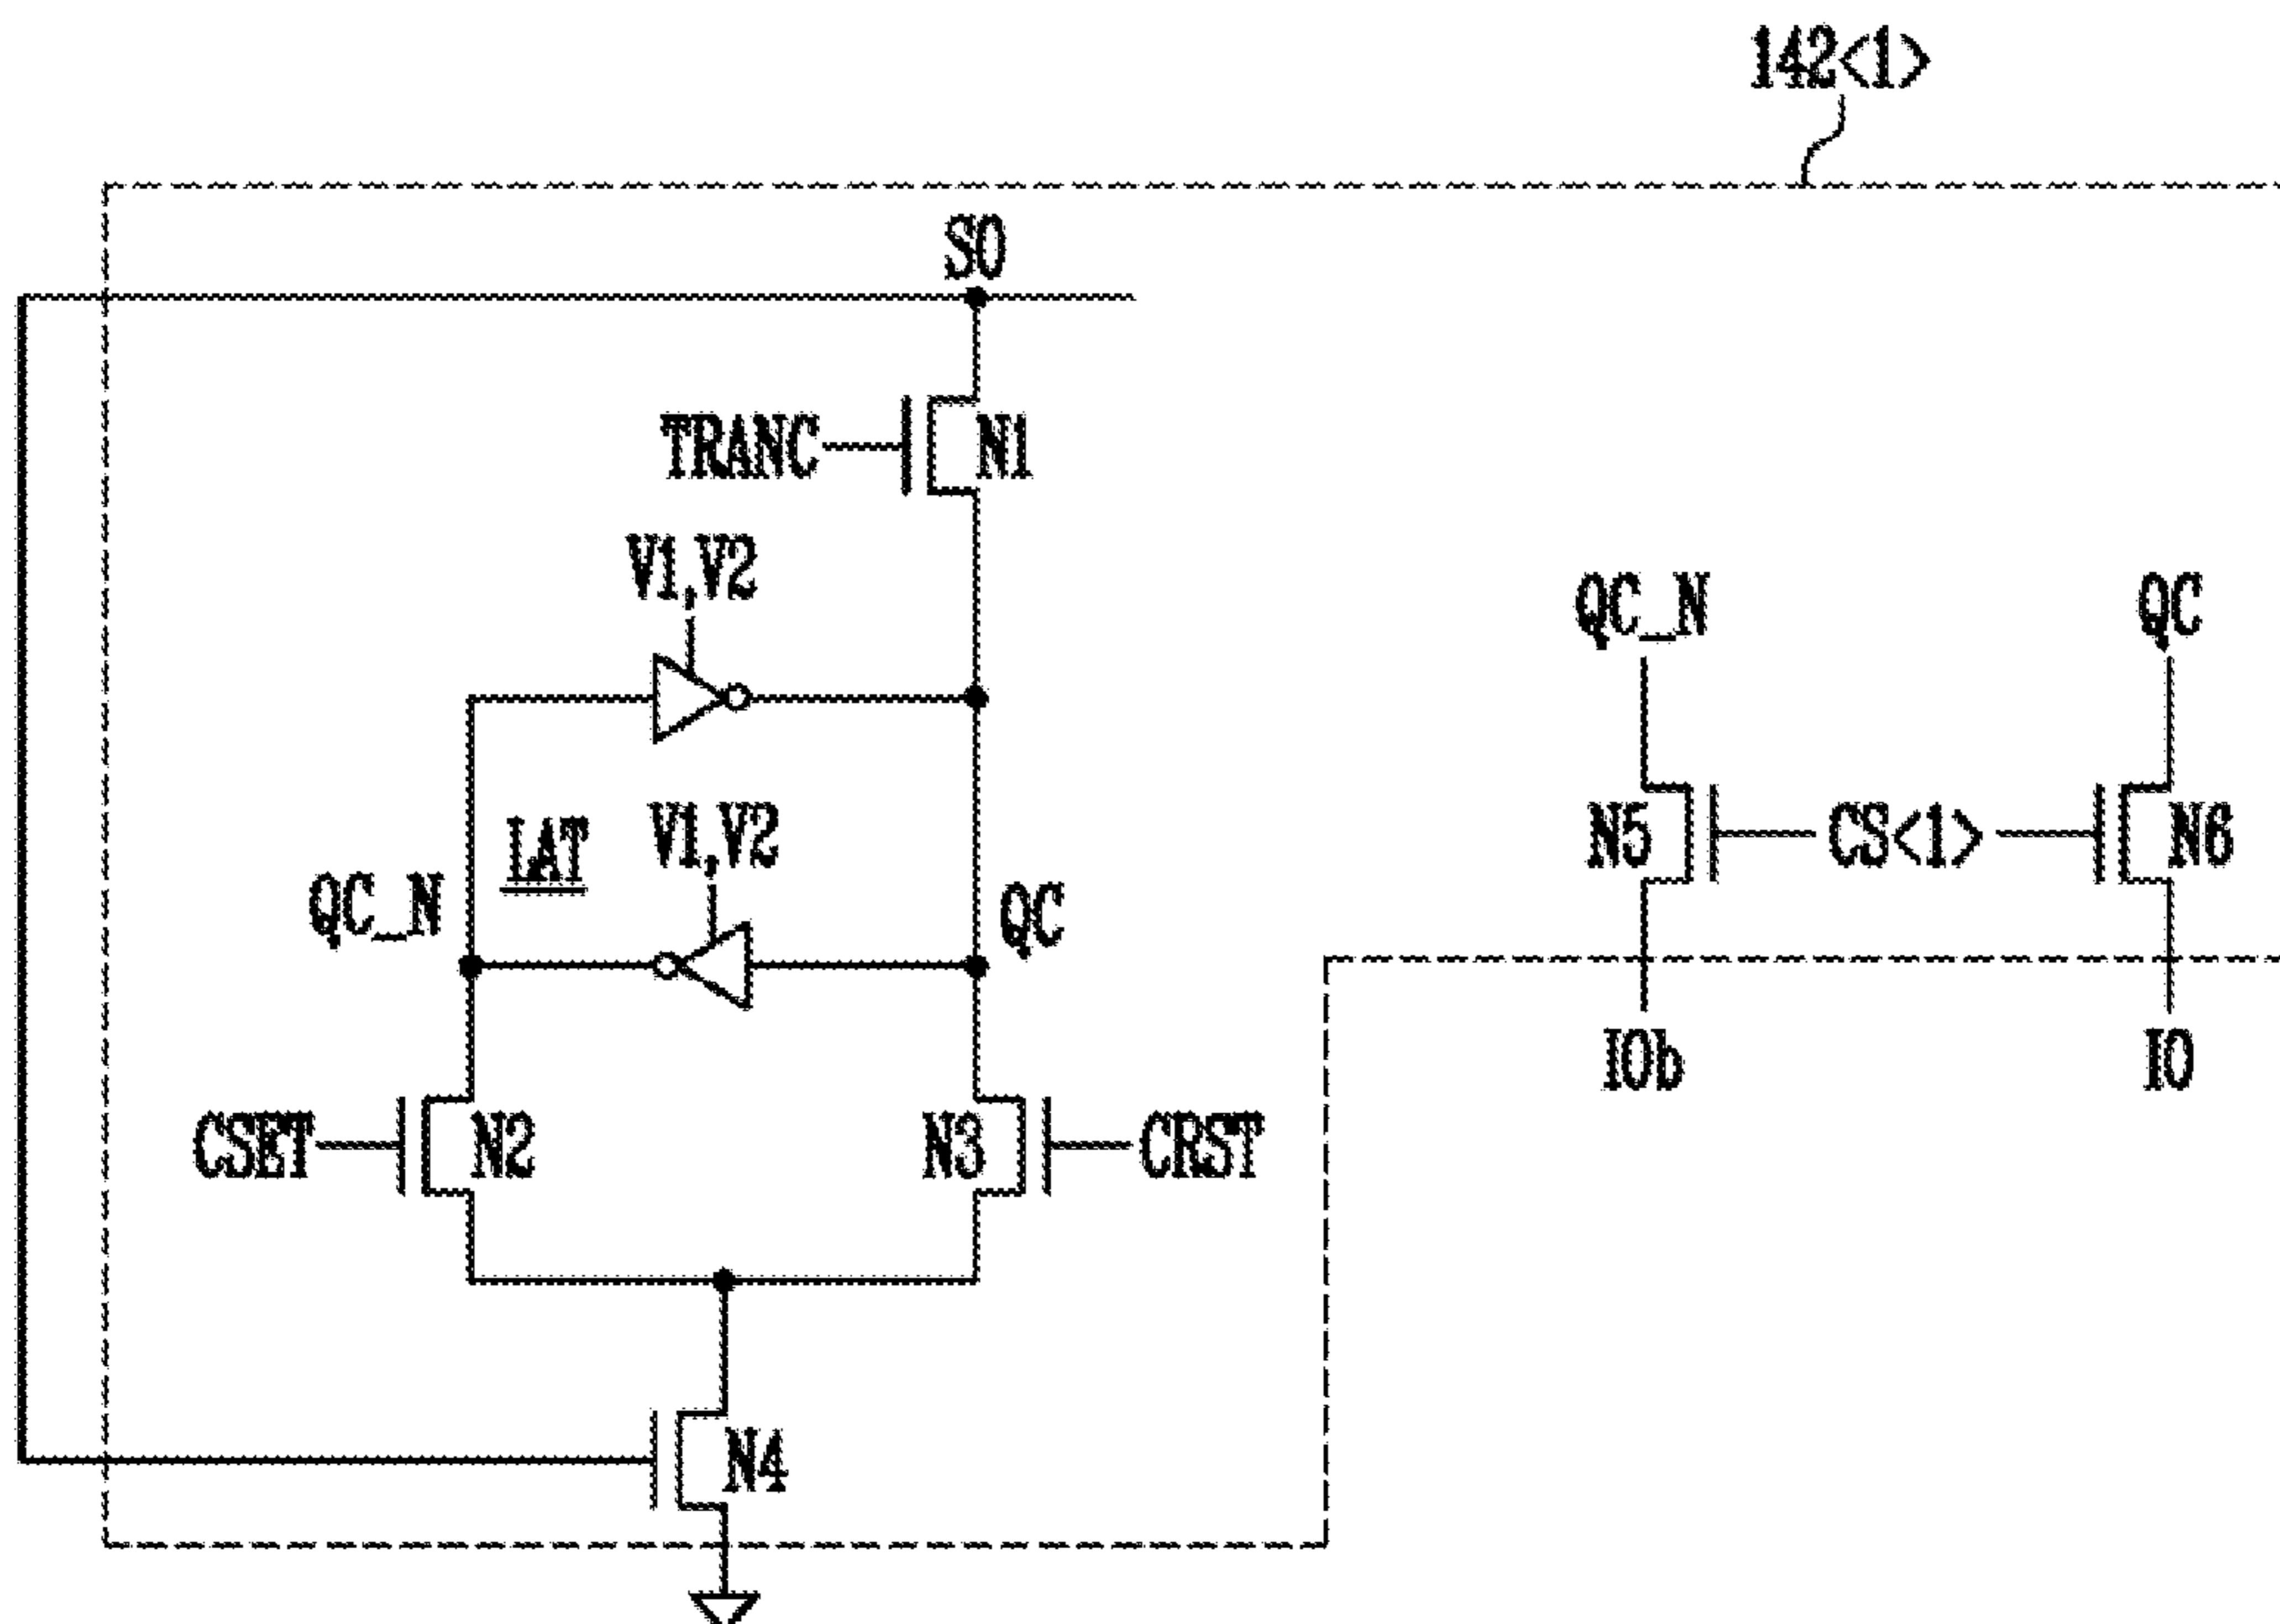 142<1>
SO
TRANC
N1
V1,V2
QC_N
QC
LAT
V1,V2
N5
CS<1>
N6
QC_N
QC
IOb
IO
CSET
N2
N3
CRST
N4